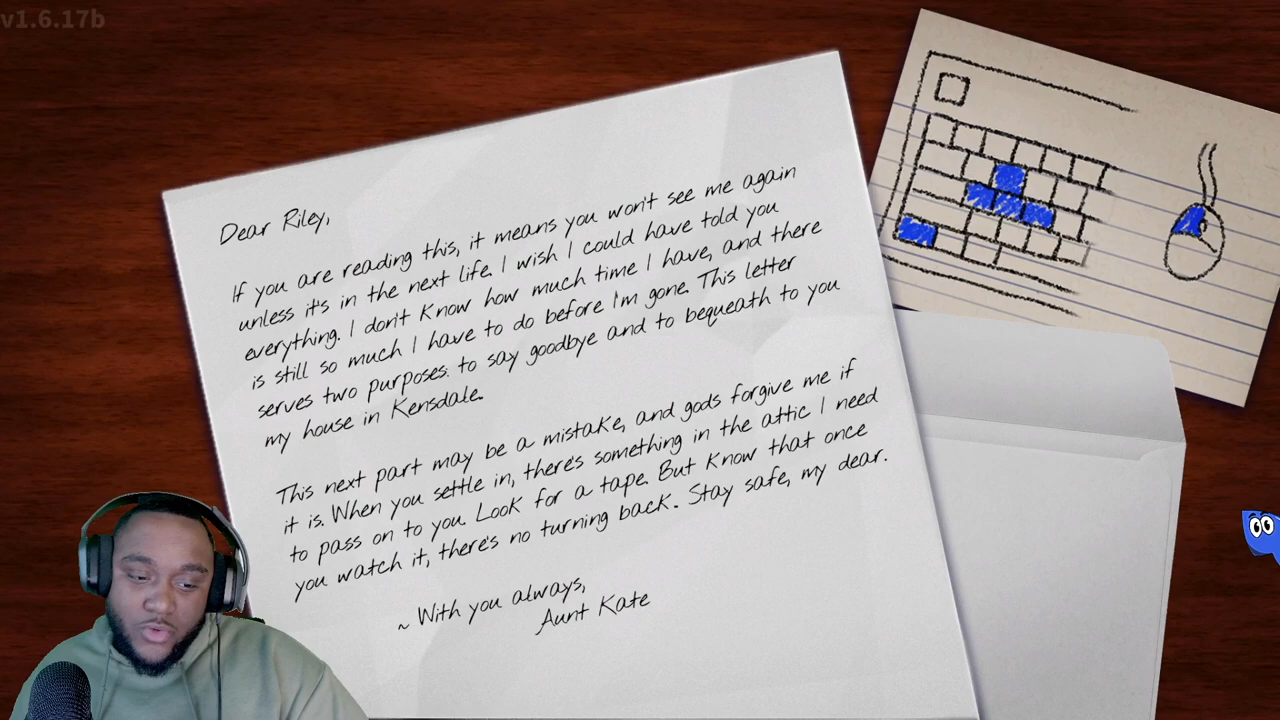 v1.6.17b
Dear Riley,
If you are reading this, it means you won't see me again
unless it's in the next life. I wish I could have told you
everything. I don't know how much time I have, and there
is still so much I have to do before I'm gone. This letter
serves two purposes: to say goodbye and to bequeath to you
my house in Kensdale.
This next part may be a mistake, and gods forgive me if
it is. When you settle in, there's something in the attic I need
to pass on to you. Look for a tape. But know that once
you watch it, there's no turning back. Stay safe, my dear.
~ With you always,
Aunt Kate